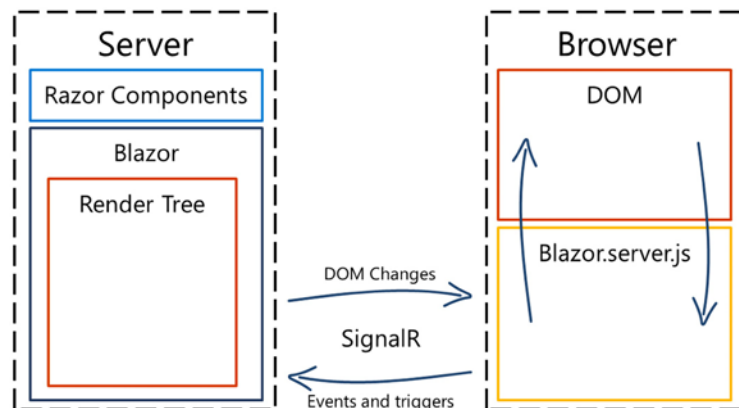 Server
Razor Components
Blazor
Render Tree
DOM Changes
SignalR
Events and triggers
Browser
DOM
Blazor.server.js